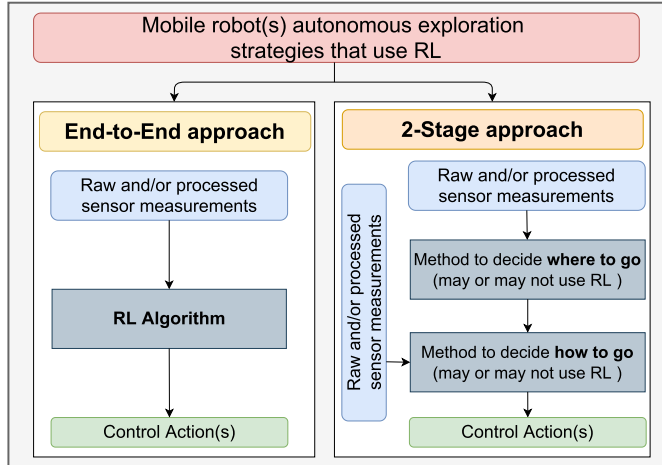 Mobile robot(s) autonomous exploration
strategies that use RL
End-to-End approach
Raw and/or processed
sensor measurements
RL Algorithm
Control Action(s)
2-Stage approach
Raw and/or processed
sensor measurements
Raw and/or processed
sensor measurements
Method to decide where to go
(may or may not use RL )
Method to decide how to go
(may or may not use RL )
Control Action(s)